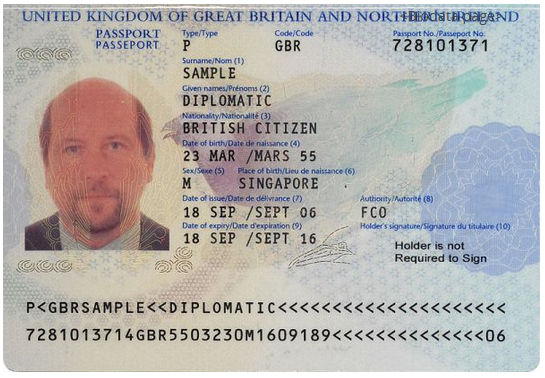 UNITED KINGDOM OF GREAT BRITAIN AND NORTHERN IRELAND
PASSPORT
PASSEPORT
Type/Type Code/Code Passport No./Passeport No.
P GBR 728101371
Surname/Nom (1)
SAMPLE
Given names/Prénoms (2)
DIPLOMATIC
Nationality/Nationalité (3)
BRITISH CITIZEN
Date of birth/Date de naissance (4)
23 MAR /MARS 55
Sex/Sexe (5) Place of birth/Lieu de naissance (6)
M SINGAPORE
Date of issue/Date de délivrance (7) Authority/Autorité (8)
18 SEP /SEPT 06 FCO
Date of expiry/Date d'expiration (9) Holder's signature/Signature du titulaire (10)
18 SEP /SEPT 16
Holder is not
Required to Sign
P<GBRSAMPLE<<DIPLOMATIC<<<<<<<<<<<<<<<<<<<<<
7281013714GBR5503230M1609189<<<<<<<<<<<<<<06